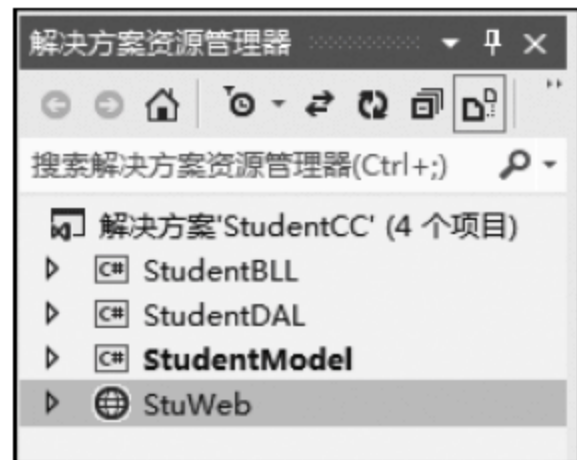 解决方案资源管理器
搜索解决方案资源管理器(Ctrl+;)
解决方案'StudentCC' (4 个项目)
C# StudentBLL
C# StudentDAL
C# StudentModel
StuWeb